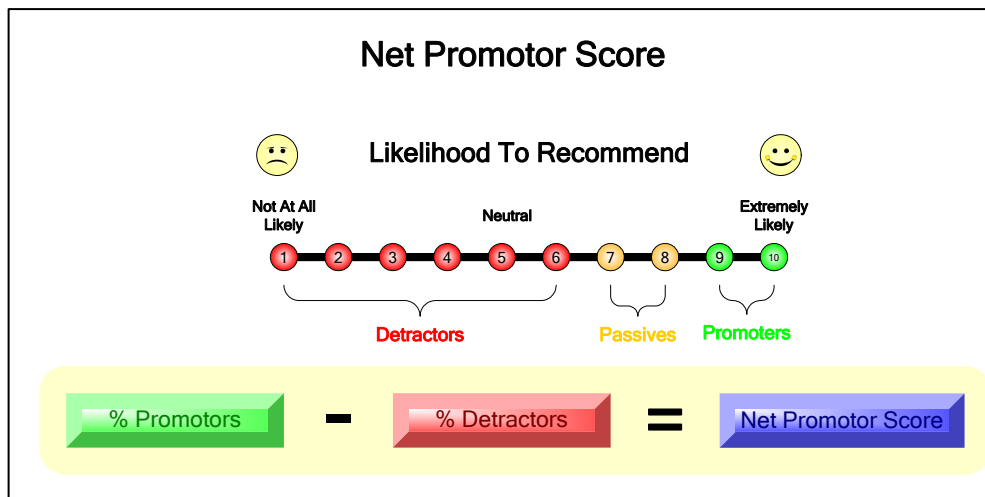 Net Promotor Score
Likelihood To Recommend
Not At All
Likely
Neutral
Extremely
Likely
1 2 3 4 5 6 7 8 9 10
Detractors Passives Promoters
% Promotors - % Detractors = Net Promotor Score